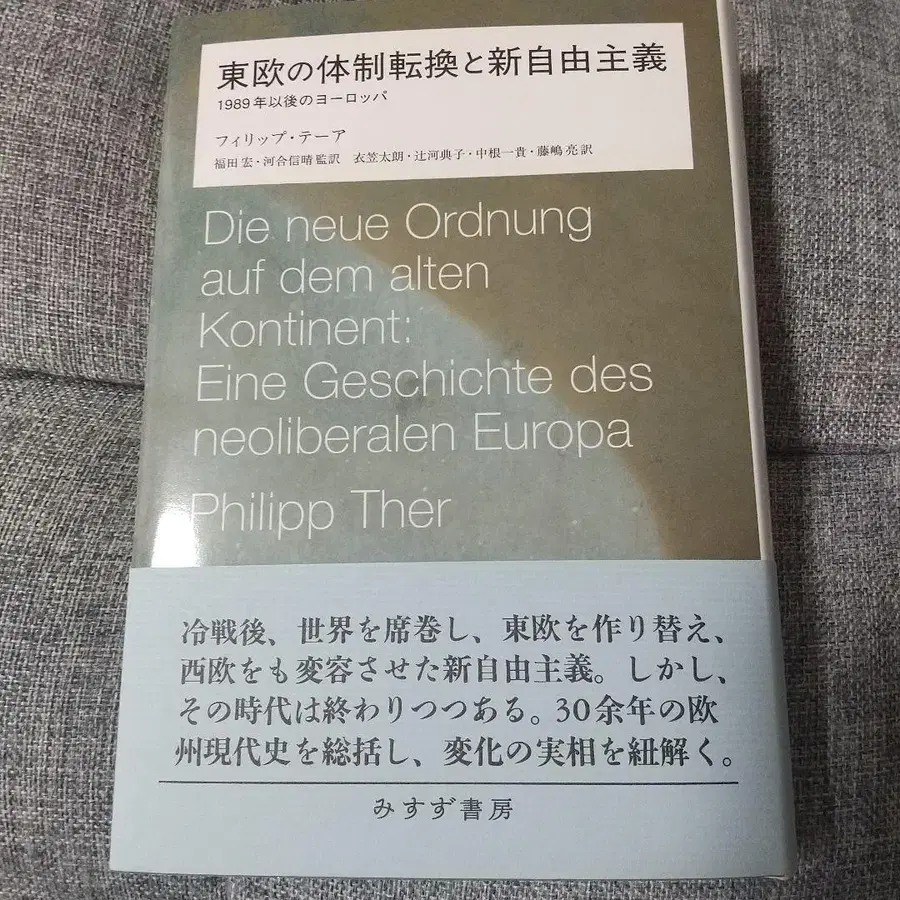 東欧の体制転換と新自由主義
1989年以後のヨーロッパ
フィリップ・テーア
福田 宏・河合信晴 監訳　衣笠太朗・辻河典子・中根一貴・藤嶋 亮 訳
Die neue Ordnung
auf dem alten
Kontinent:
Eine Geschichte des
neoliberalen Europa
Philipp Ther
冷戦後、世界を席巻し、東欧を作り替え、
西欧をも変容させた新自由主義。しかし、
その時代は終わりつつある。30余年の欧
州現代史を総括し、変化の実相を紐解く。
みすず書房